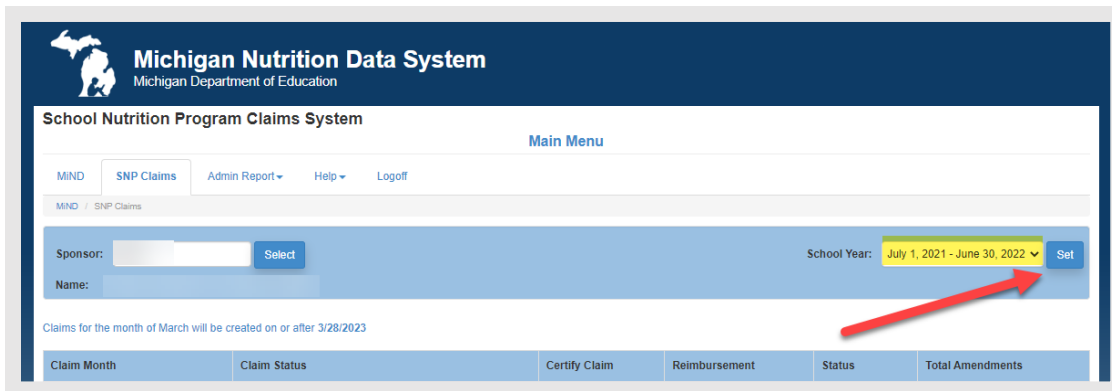 Michigan Nutrition Data System
Michigan Department of Education
School Nutrition Program Claims System
Main Menu
MiND SNP Claims Admin Report Help Logoff
MiND / SNP Claims
Sponsor: Select School Year: July 1, 2021 - June 30, 2022 Set
Name:
Claims for the month of March will be created on or after 3/28/2023
Claim Month Claim Status Certify Claim Reimbursement Status Total Amendments